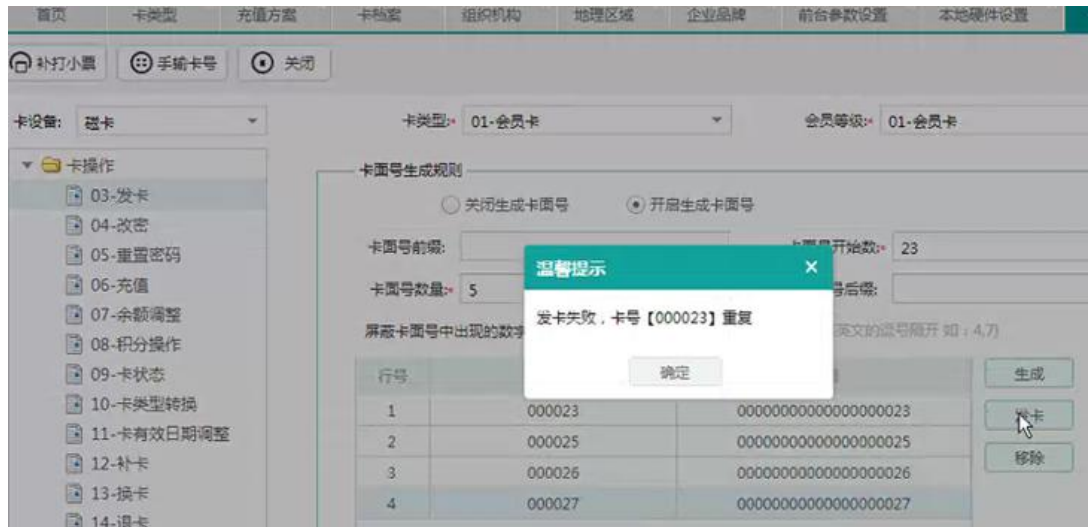 首页 卡类型 充值方案 卡档案 组织机构 地理区域 企业品牌 前台参数设置 本地硬件设置
补打小票 手输卡号 关闭
卡设备: 磁卡 卡类型:* 01-会员卡 会员等级:* 01-会员卡
卡操作
03-发卡
04-改密
05-重置密码
06-充值
07-余额调整
08-积分操作
09-卡状态
10-卡类型转换
11-卡有效日期调整
12-补卡
13-换卡
14-退卡
卡面号生成规则
关闭生成卡面号 开启生成卡面号
卡面号前缀: 开始数:* 23
卡面号数量:* 5 号后缀:
屏蔽卡面号中出现的数字 英文的逗号隔开 如:4,7)
温馨提示 ×
发卡失败,卡号【000023】重复
确定
行号
1 000023 00000000000000000023
2 000025 00000000000000000025
3 000026 00000000000000000026
4 000027 00000000000000000027
生成
发卡
移除